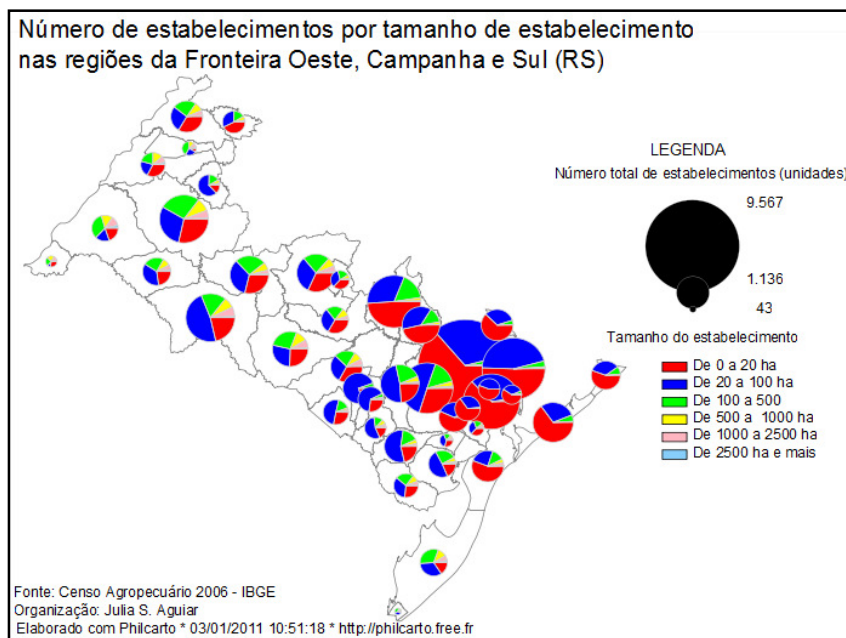 Número de estabelecimentos por tamanho de estabelecimento
nas regiões da Fronteira Oeste, Campanha e Sul (RS)
LEGENDA
Número total de estabelecimentos (unidades)
9.567
1.136
43
Tamanho do estabelecimento
De 0 a 20 ha
De 20 a 100 ha
De 100 a 500
De 500 a 1000 ha
De 1000 a 2500 ha
De 2500 ha e mais
Fonte: Censo Agropecuário 2006 - IBGE
Organização: Julia S. Aguiar
Elaborado com Philcarto * 03/01/2011 10:51:18 * http://philcarto.free.fr